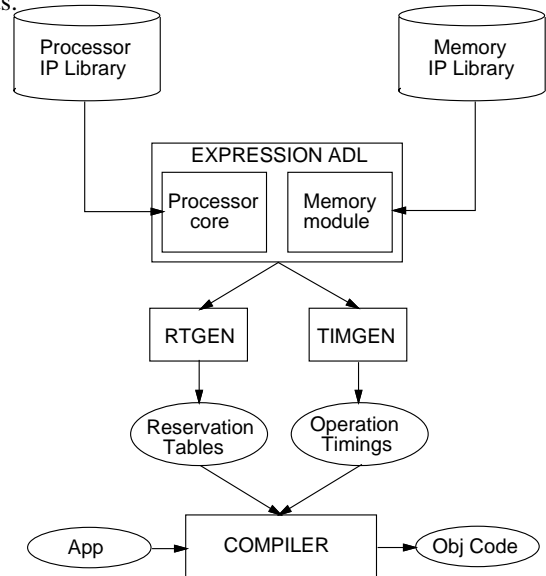 s.
Processor
IP Library
Memory
IP Library
EXPRESSION ADL
Processor
core
Memory
module
RTGEN
TIMGEN
Reservation
Tables
Operation
Timings
App
COMPILER
Obj Code